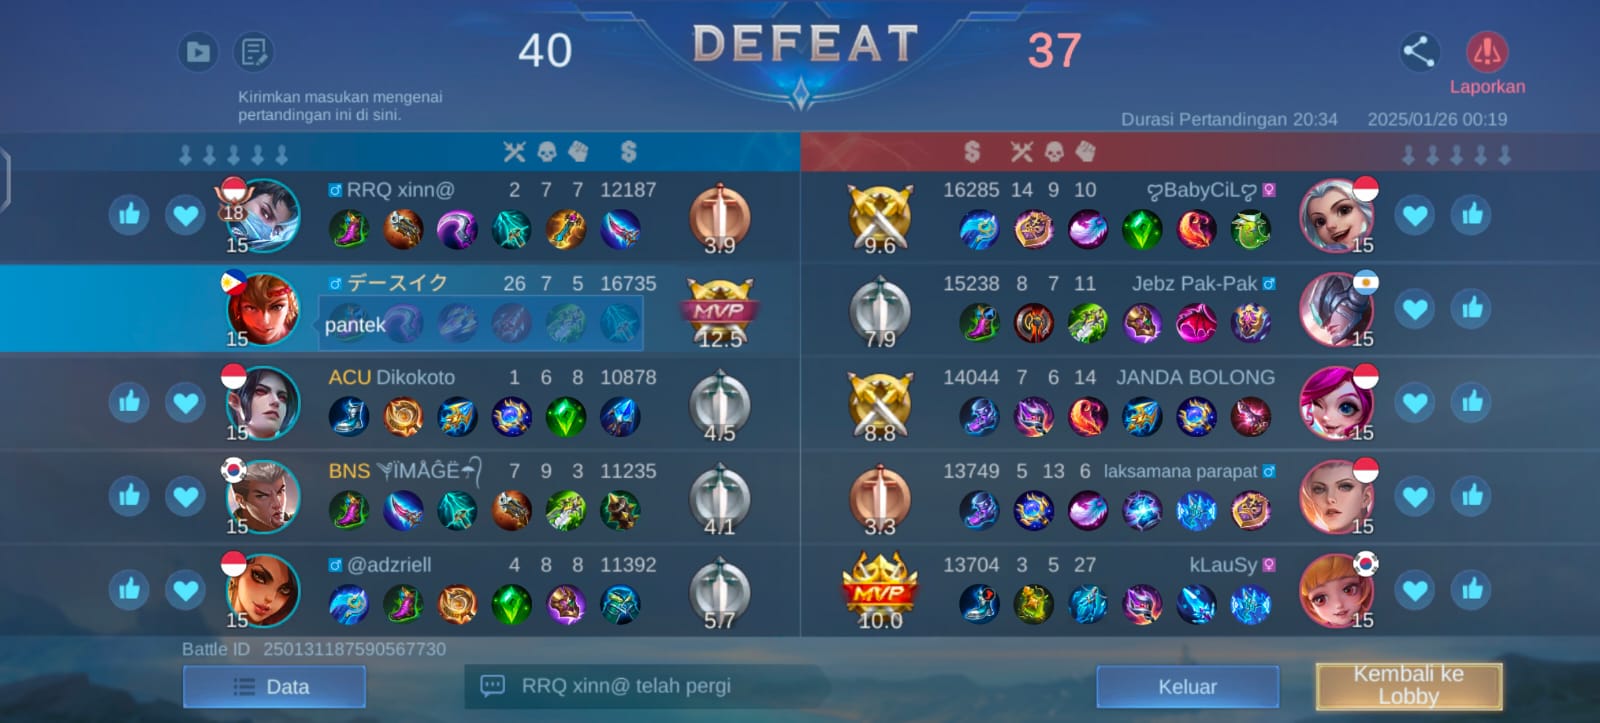 40
DEFEAT
37
Laporkan
Kirimkan masukan mengenai
pertandingan ini di sini.
Durasi Pertandingan 20:34
2025/01/26 00:19
18
15
RRQ xinn@ 2 7 7 12187
3.9
16285 14 9 10 ღBabyCiLღ
9.6
15
15
デースイク 26 7 5 16735
pantek
MVP
12.5
15238 8 7 11 Jebz Pak-Pak
7.9
15
15
ACU Dikokoto 1 6 8 10878
4.5
14044 7 6 14 JANDA BOLONG
8.8
15
15
BNS ÏMÅĜË 7 9 3 11235
4.1
13749 5 13 6 laksamana parapat
3.3
15
15
@adzriell 4 8 8 11392
5.7
13704 3 5 27 kLauSy
MVP
10.0
15
Battle ID 250131187590567730
Data
RRQ xinn@ telah pergi
Keluar
Kembali ke
Lobby